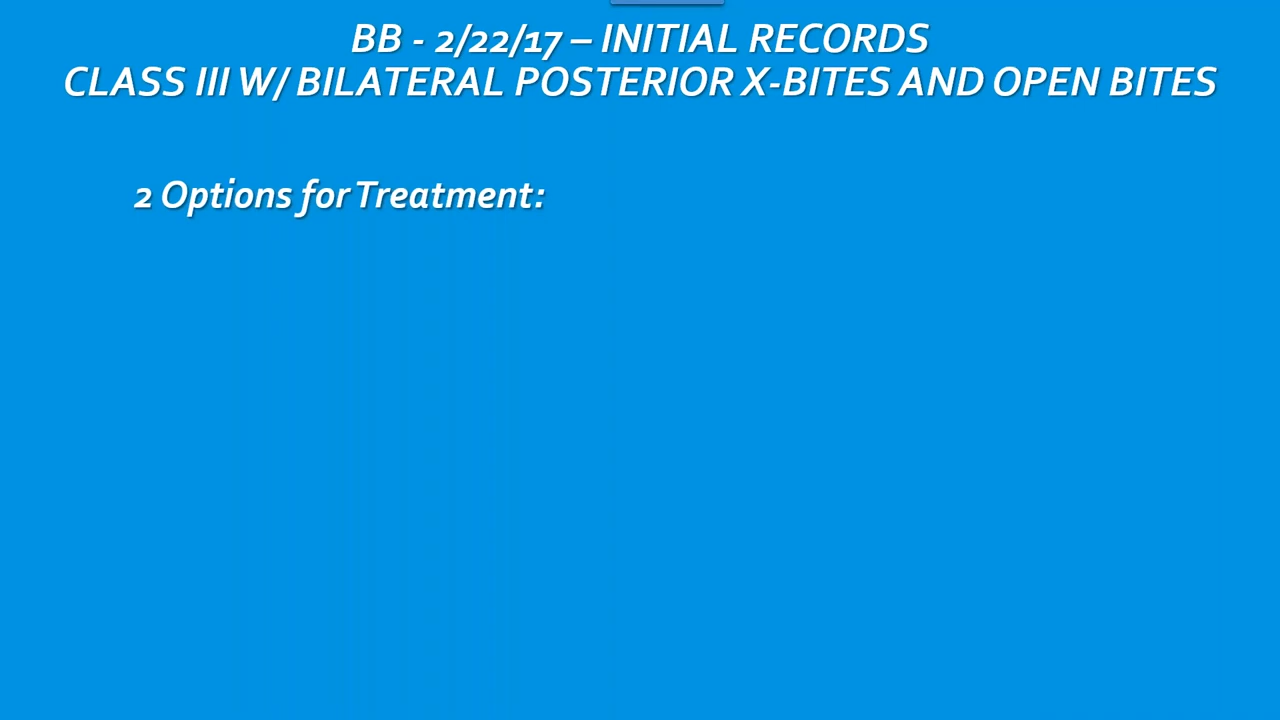 BB - 2/22/17 – INITIAL RECORDS
CLASS III W/ BILATERAL POSTERIOR X-BITES AND OPEN BITES
2 Options for Treatment: